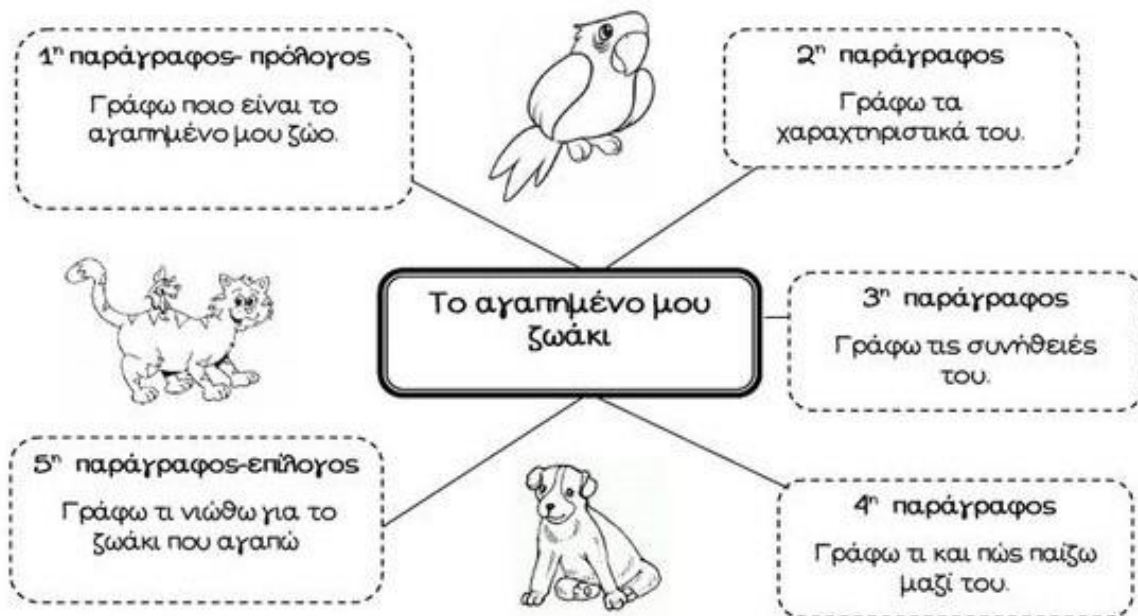 1η παράγραφος- πρόλογος
Γράφω ποιο είναι το
αγαπημένο μου ζώο.
2η παράγραφος
Γράφω τα
χαραχτηριστικά του.
Το αγαπημένο μου
ζωάκι
3η παράγραφος
Γράφω τις συνήθειές
του.
4η παράγραφος
Γράφω τι και πώς παίζω
μαζί του.
5η παράγραφος-επίλογος
Γράφω τι νιώθω για το
ζωάκι που αγαπώ